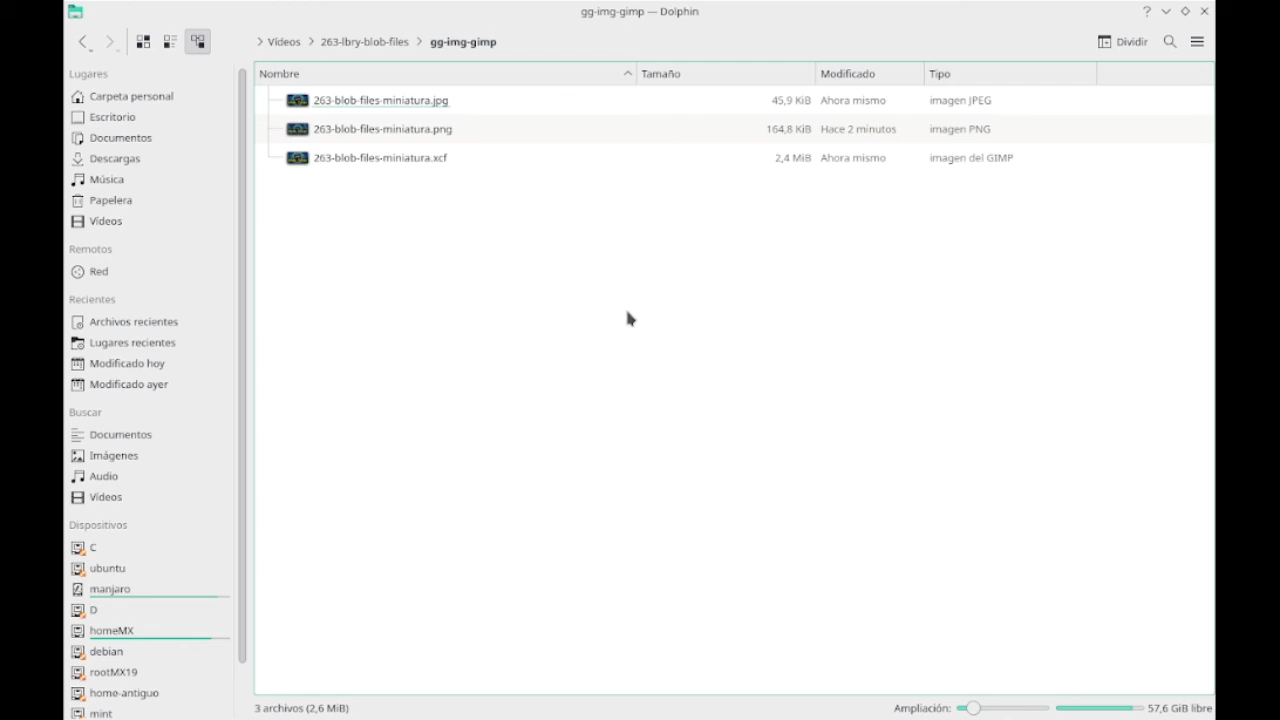 gg-img-gimp — Dolphin
Vídeos 263-lbry-blob-files gg-img-gimp
Dividir
Lugares
Carpeta personal
Escritorio
Documentos
Descargas
Música
Papelera
Vídeos
Remotos
Red
Recientes
Archivos recientes
Lugares recientes
Modificado hoy
Modificado ayer
Buscar
Documentos
Imágenes
Audio
Vídeos
Dispositivos
C
ubuntu
manjaro
D
homeMX
debian
rootMX19
home-antiguo
mint
Nombre Tamaño Modificado Tipo
263-blob-files-miniatura.jpg 45,9 KiB Ahora mismo imagen JPEG
263-blob-files-miniatura.png 164,8 KiB Hace 2 minutos imagen PNG
263-blob-files-miniatura.xcf 2,4 MiB Ahora mismo imagen del GIMP
3 archivos (2,6 MiB) Ampliación: 57,6 GiB libre